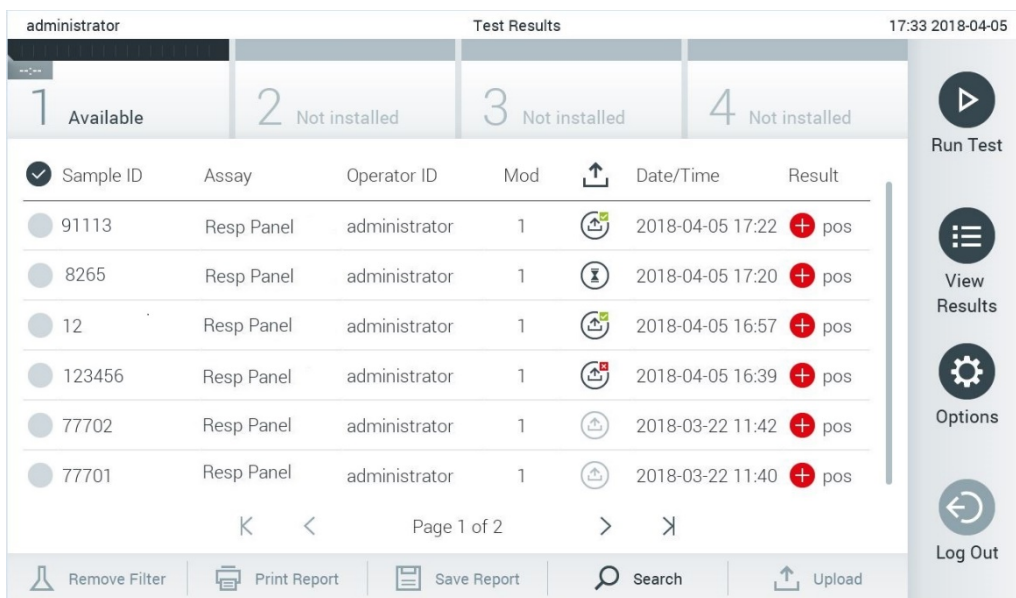 administrator Test Results 17:33 2018-04-05
--:--
1 Available 2 Not installed 3 Not installed 4 Not installed
Run Test
Sample ID Assay Operator ID Mod Date/Time Result
91113 Resp Panel administrator 1 2018-04-05 17:22 pos
8265 Resp Panel administrator 1 2018-04-05 17:20 pos
View
Results
12 Resp Panel administrator 1 2018-04-05 16:57 pos
123456 Resp Panel administrator 1 2018-04-05 16:39 pos
Options
77702 Resp Panel administrator 1 2018-03-22 11:42 pos
77701 Resp Panel administrator 1 2018-03-22 11:40 pos
Page 1 of 2
Log Out
Remove Filter Print Report Save Report Search Upload